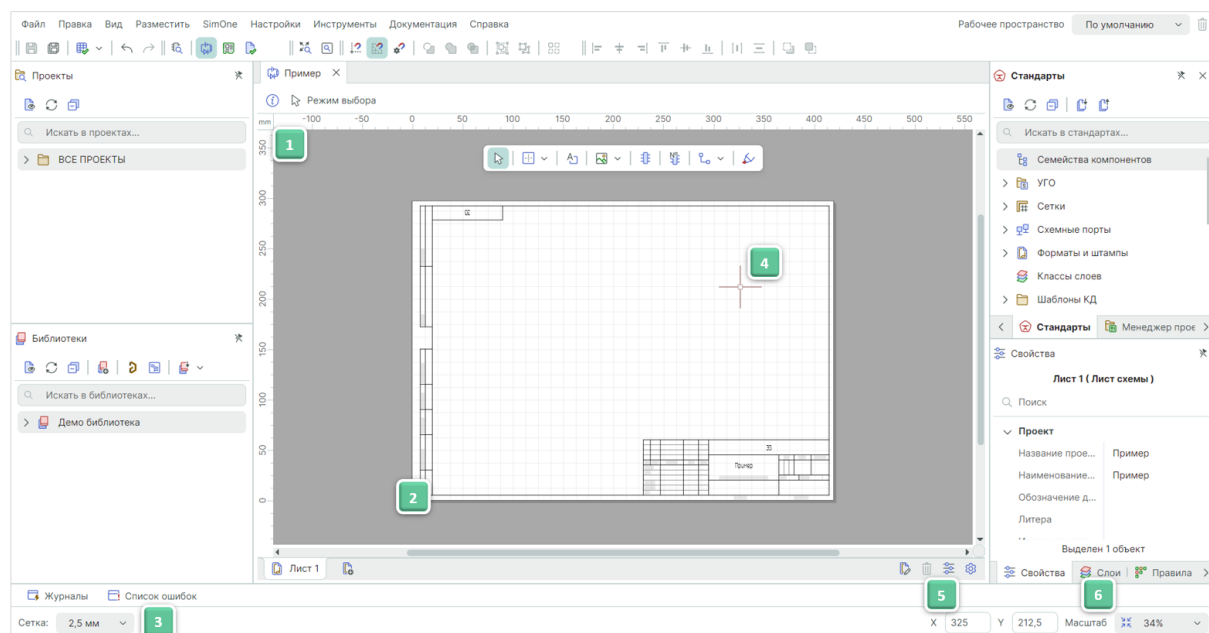 Файл Правка Вид Разместить SimOne Настройки Инструменты Документация Справка Рабочее пространство По умолчанию
Проекты
Искать в проектах...
ВСЕ ПРОЕКТЫ
Библиотеки
Искать в библиотеках...
Демо библиотека
Пример
Режим выбора
mm -100 -50 0 50 100 150 200 250 300 350 400 450 500 550
350
300
250
200
150
100
50
0
1
4
2
ЭЗ
ЭЗ
Пример
Лист 1
Стандарты
Искать в стандартах...
Семейства компонентов
УГО
Сетки
Схемные порты
Форматы и штампы
Классы слоев
Шаблоны КД
Стандарты Менеджер прое
Свойства
Лист 1 ( Лист схемы )
Поиск
Проект
Название прое... Пример
Наименование... Пример
Обозначение д...
Литера
Выделен 1 объект
Свойства Слои Правила
Журналы Список ошибок
5
6
Сетка: 2,5 мм 3 X 325 Y 212,5 Масштаб 34%